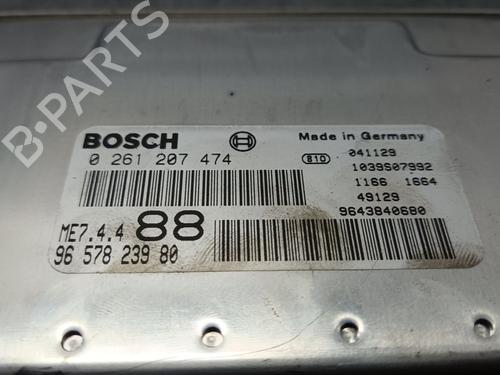 BOSCH
Made in Germany
0 261 207 474
810
041129
1039S07992
1166 1664
49129
9643840680
ME7.4.4 88
96 578 239 80
B-PARTS